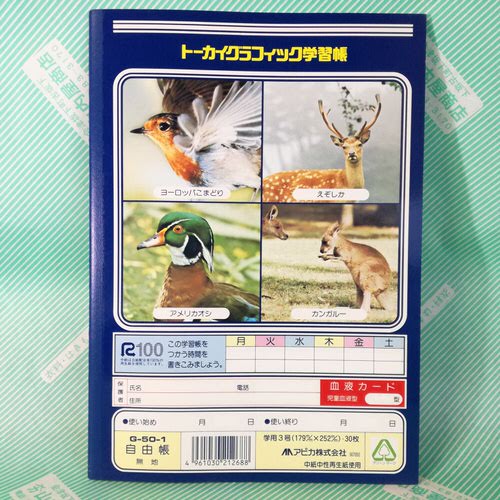 トーカイグラフィック学習帳
ヨーロッパこまどり
えぞしか
アメリカオシ
カンガルー
R100
この学習帳を
つかう時間を
書きこみましょう。
月 火 水 木 金 土
保護者
氏名 電話
住所
血液カード
児童血液型 型
●使い始め 月 日
●使い終り 月 日
G-50-1
自由帳
無地
4 961030 212688
学用3号(179%×252%)・30枚
アピカ株式会社
中紙中性再生紙使用